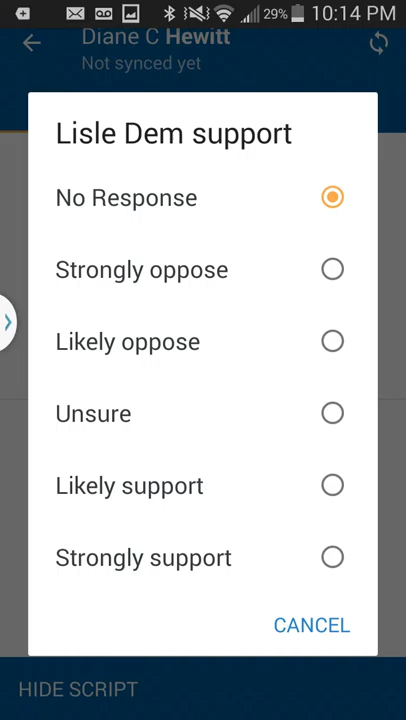 29% 10:14 PM
Diane C Hewitt
Not synced yet
Lisle Dem support
No Response
Strongly oppose
Likely oppose
Unsure
Likely support
Strongly support
CANCEL
HIDE SCRIPT